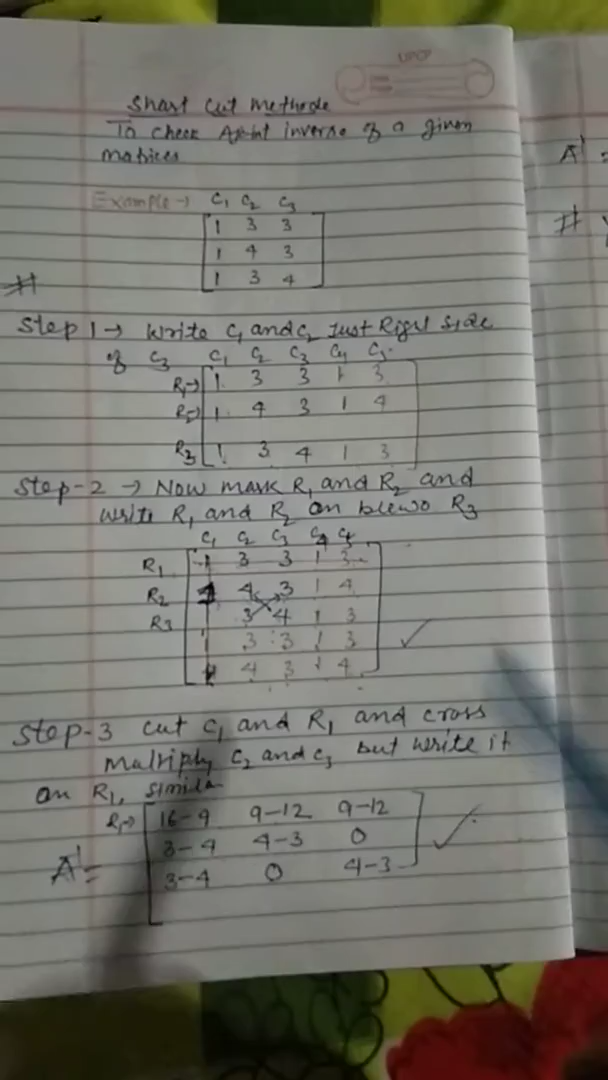 Short Cut Methode
To check Adjoint inverse of a given
matrices
Example → C1 C2 C3
1 3 3
1 4 3
1 3 4
#
Step 1 → Write C1 and C2 Just Right side
of C3 C1 C2 C3 C4 C5
R1→ 1 3 3 1 3
R2→ 1 4 3 1 4
R3 1 3 4 1 3
Step-2 → Now mark R1 and R2 and
write R1 and R2 on blewo R3
C1 C2 C3 C4 C5
R1 1 3 3 1 3
R2 1 4 3 1 4
R3 1 3 4 1 3
1 3 3 1 3
1 4 3 1 4
Step-3 cut C1 and R1 and cross
Multiply C2 and C3 but write it
on R1, simila
R1→ 16-9 9-12 9-12
3-4 4-3 0
A¹= 3-4 0 4-3
A¹ =
#